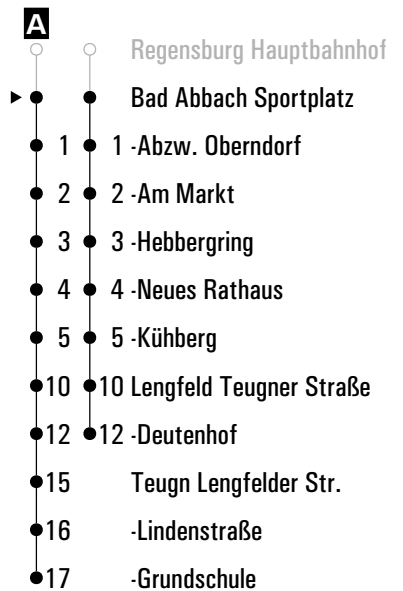 A
Regensburg Hauptbahnhof
Bad Abbach Sportplatz
1 1 -Abzw. Oberndorf
2 2 -Am Markt
3 3 -Hebbergring
4 4 -Neues Rathaus
5 5 -Kühberg
10 10 Lengfeld Teugner Straße
12 12 -Deutenhof
15 Teugn Lengfelder Str.
16 -Lindenstraße
17 -Grundschule